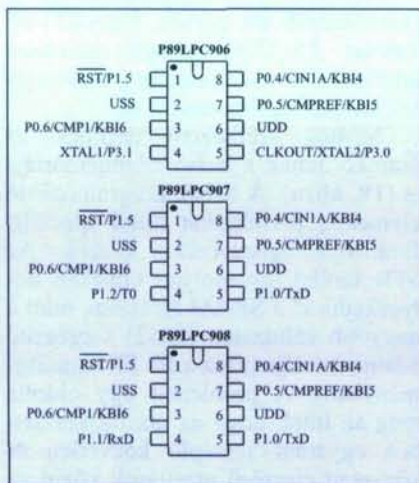 P89LPC906
RST/P1.5 1 8 P0.4/CIN1A/KBI4
USS 2 7 P0.5/CMPREF/KBI5
P0.6/CMP1/KBI6 3 6 UDD
XTAL1/P3.1 4 5 CLKOUT/XTAL2/P3.0
P89LPC907
RST/P1.5 1 8 P0.4/CIN1A/KBI4
USS 2 7 P0.5/CMPREF/KBI5
P0.6/CMP1/KBI6 3 6 UDD
P1.2/T0 4 5 P1.0/TxD
P89LPC908
RST/P1.5 1 8 P0.4/CIN1A/KBI4
USS 2 7 P0.5/CMPREF/KBI5
P0.6/CMP1/KBI6 3 6 UDD
P1.1/RxD 4 5 P1.0/TxD